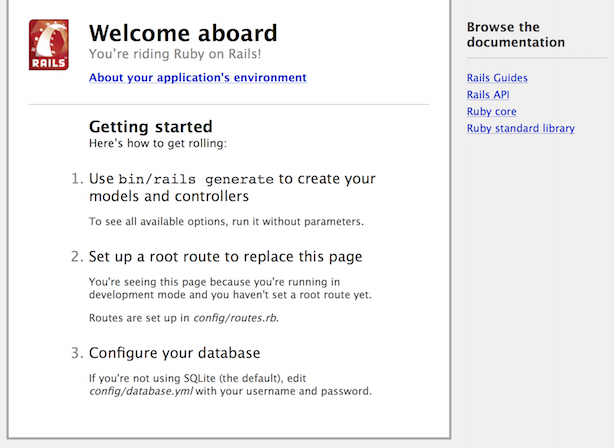 RAILS
Welcome aboard
You're riding Ruby on Rails!
About your application's environment
Getting started
Here's how to get rolling:
1. Use bin/rails generate to create your
models and controllers
To see all available options, run it without parameters.
2. Set up a root route to replace this page
You're seeing this page because you're running in
development mode and you haven't set a root route yet.
Routes are set up in config/routes.rb.
3. Configure your database
If you're not using SQLite (the default), edit
config/database.yml with your username and password.
Browse the
documentation
Rails Guides
Rails API
Ruby core
Ruby standard library